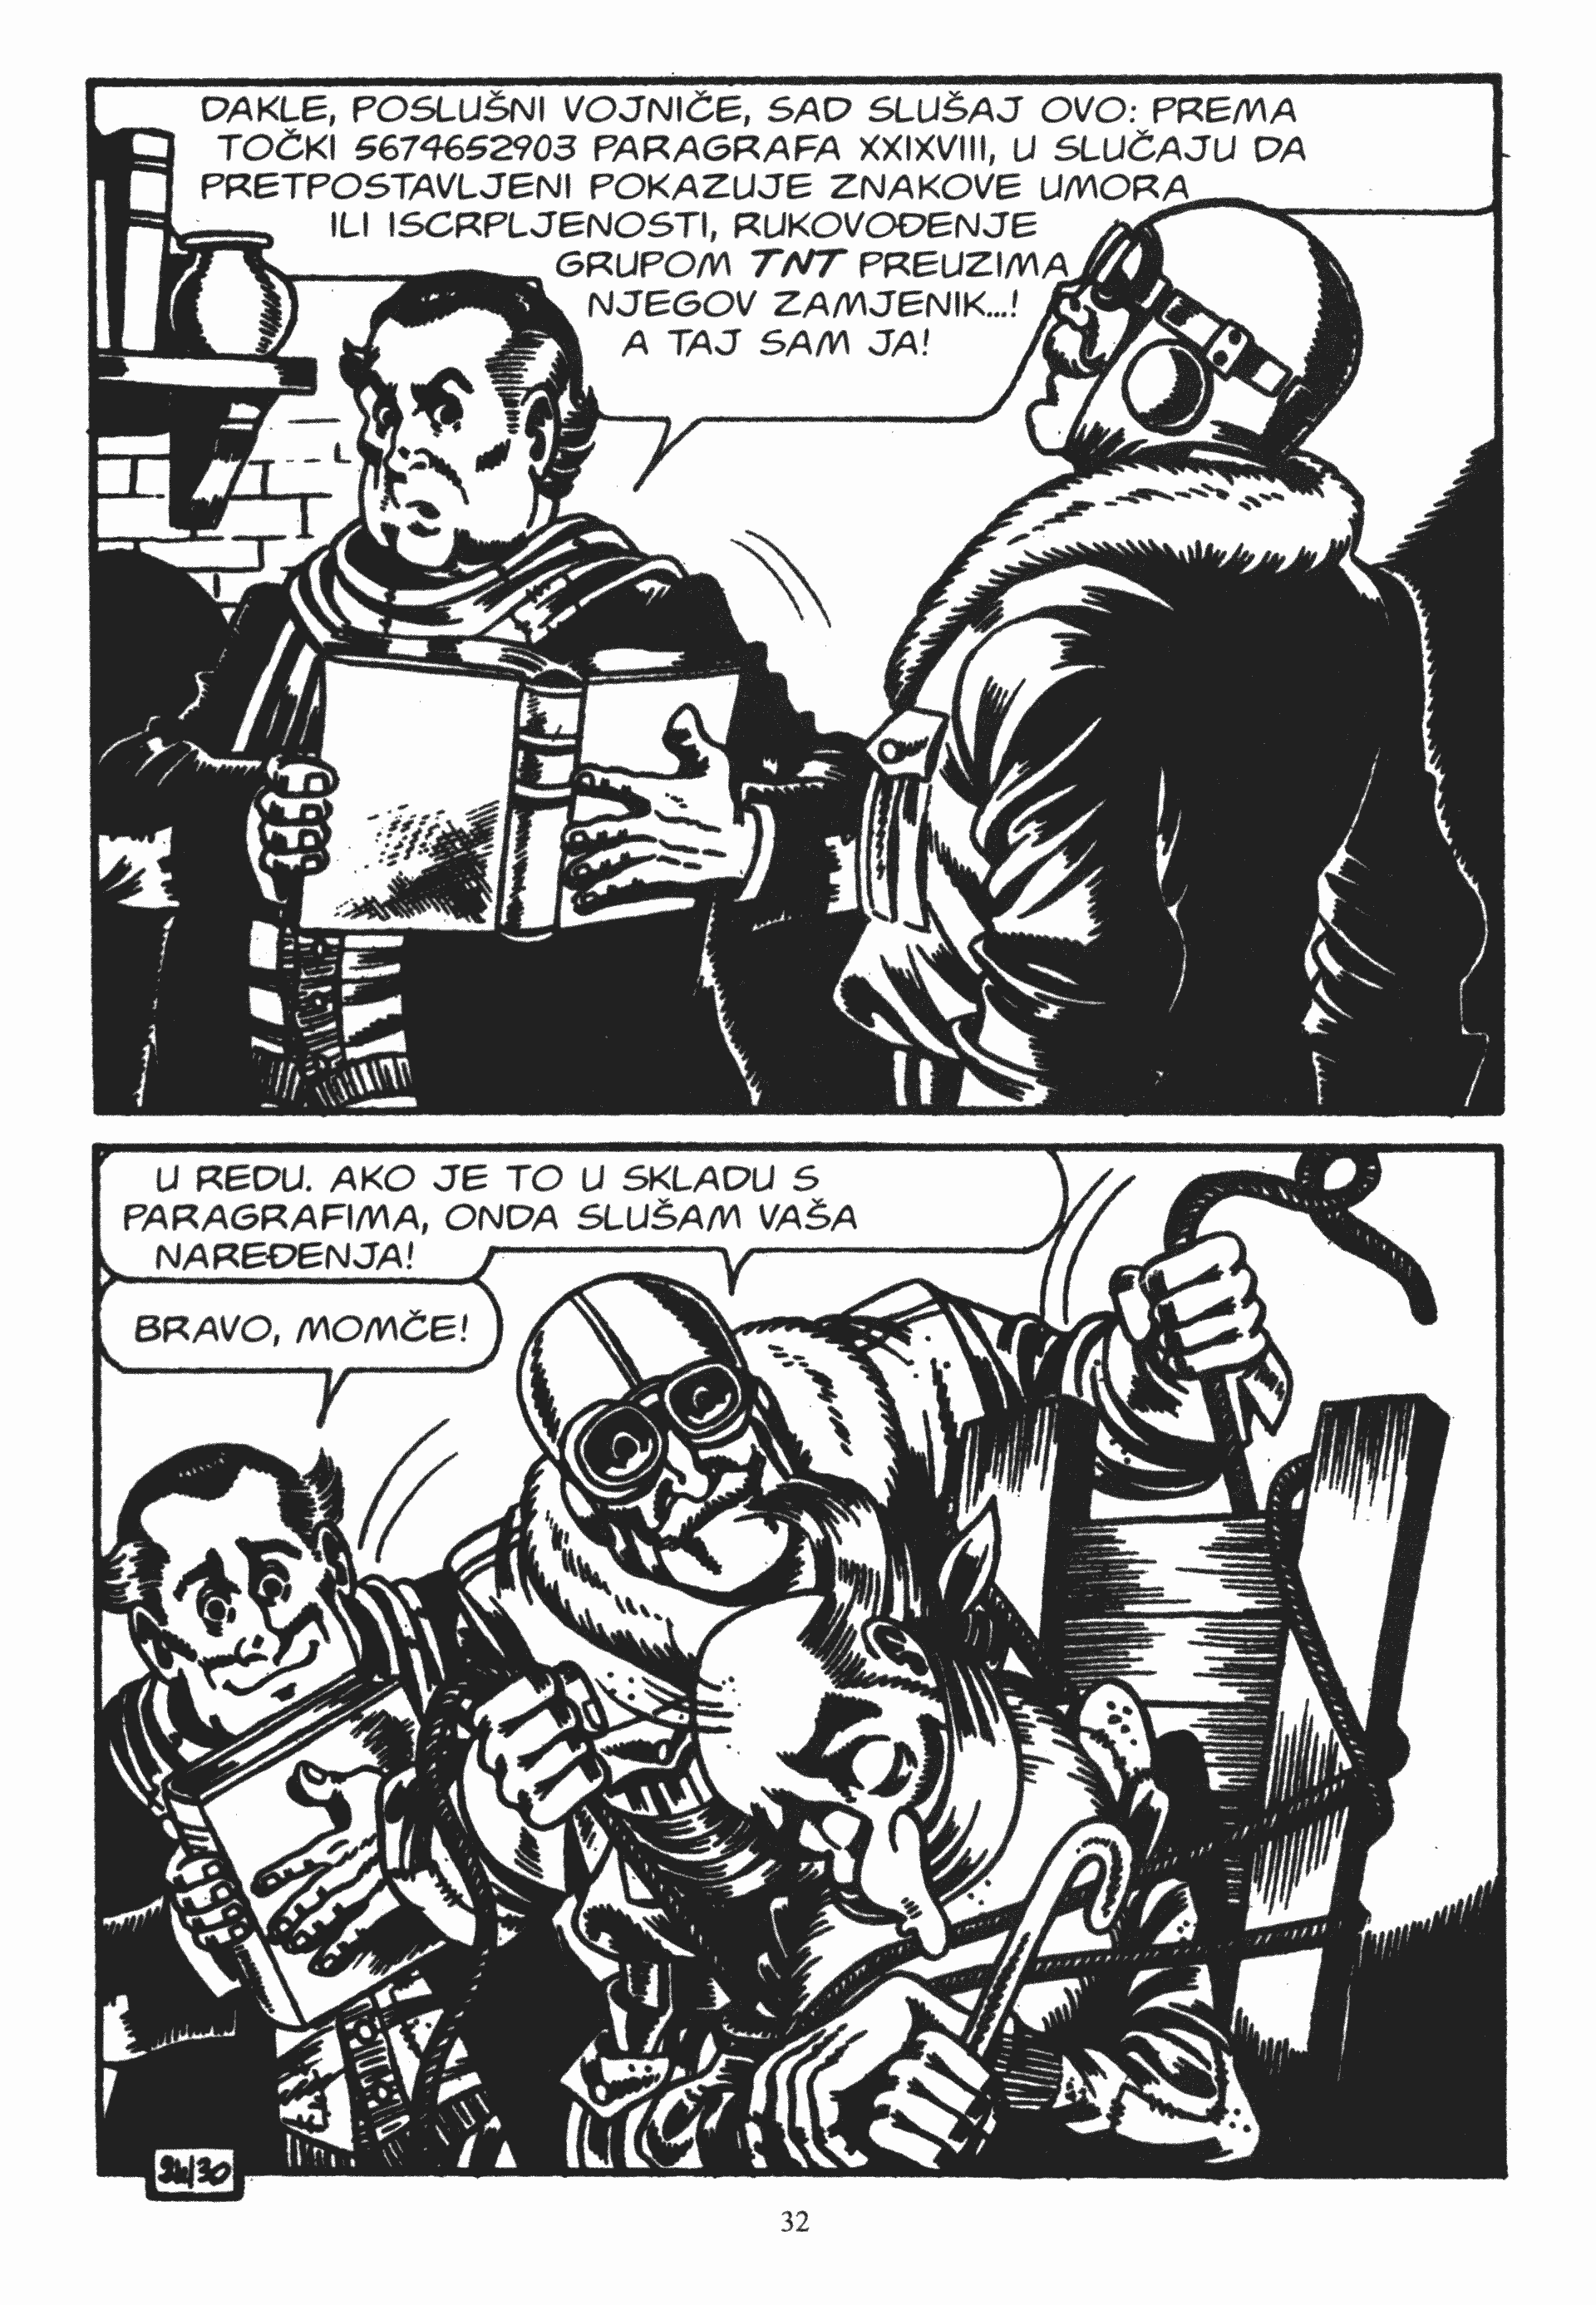 DAKLE, POSLUŠNI VOJNIČE, SAD SLUŠAJ OVO: PREMA
TOČKI 5674652903 PARAGRAFA XXIXVIII, U SLUČAJU DA
PRETPOSTAVLJENI POKAZUJE ZNAKOVE UMORA
ILI ISCRPLJENOSTI, RUKOVOĐENJE
GRUPOM TNT PREUZIMA
NJEGOV ZAMJENIK...!
A TAJ SAM JA!
U REDU. AKO JE TO U SKLADU S
PARAGRAFIMA, ONDA SLUŠAM VAŠA
NAREĐENJA!
BRAVO, MOMČE!
32